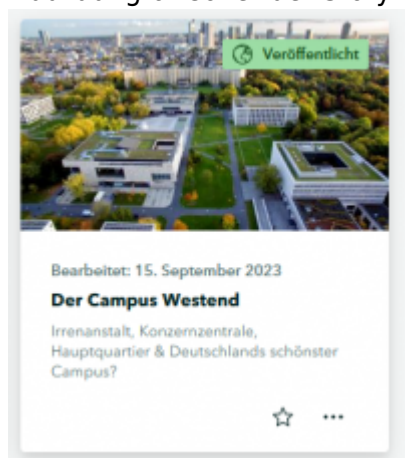 Veröffentlicht
Bearbeitet: 15. September 2023
Der Campus Westend
Irrenanstalt, Konzernzentrale,
Hauptquartier & Deutschlands schönster
Campus?